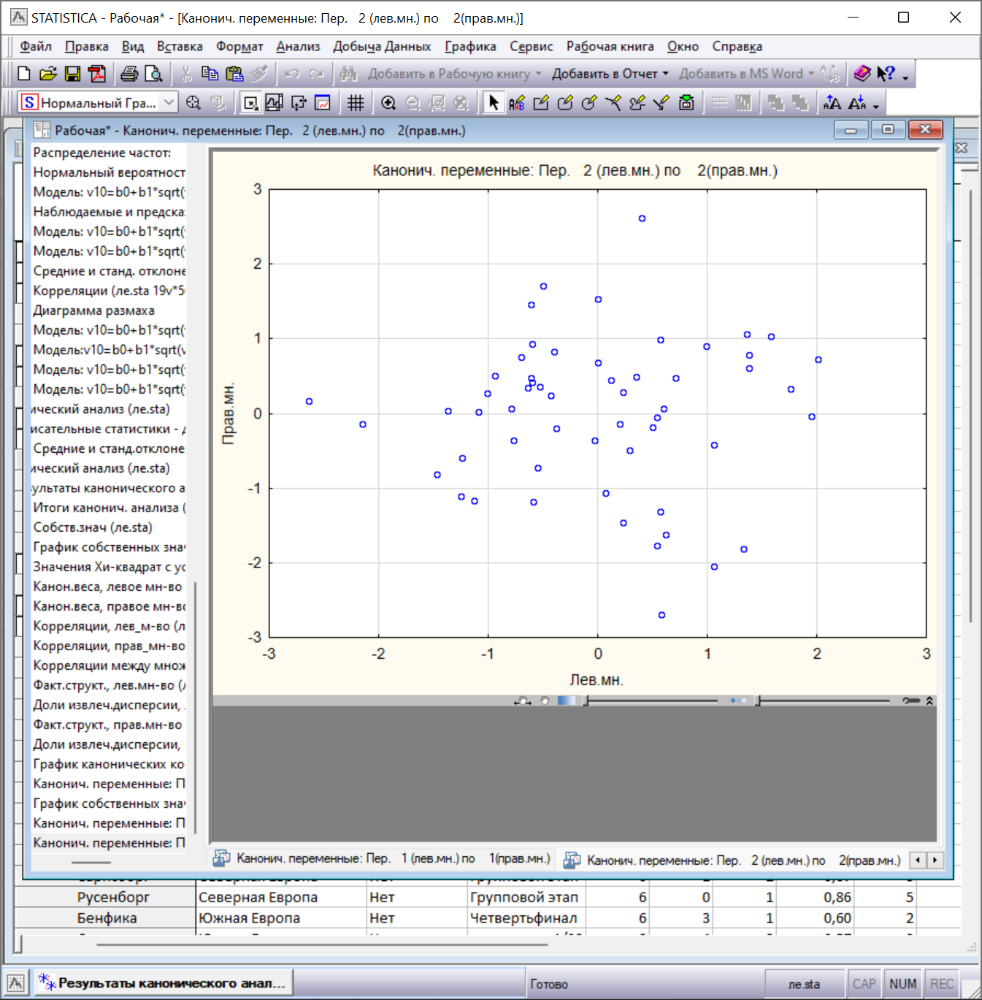 STATISTICA - Рабочая* - [Канонич. переменные: Пер. 2 (лев.мн.) по 2(прав.мн.)]
Файл Правка Вид Вставка Формат Анализ Добыча Данных Графика Сервис Рабочая книга Окно Справка
Добавить в Рабочую книгу Добавить в Отчет Добавить в MS Word
Нормальный Гра...
Рабочая* - Канонич. переменные: Пер. 2 (лев.мн.) по 2(прав.мн.)
Распределение частот:
Нормальный вероятност
Модель: v10=b0+b1*sqrt(
Наблюдаемые и предска
Модель: v10=b0+b1*sqrt(
Модель: v10=b0+b1*sqrt(
Средние и станд. отклоне
Корреляции (ле.sta 19v*5
Диаграмма размаха
Модель: v10=b0+b1*sqrt(
Модель:v10=b0+b1*sqrt(v
Модель: v10=b0+b1*sqrt(
Модель: v10=b0+b1*sqrt(
ический анализ (ле.sta)
исательные статистики - д
Средние и станд.отклоне
ический анализ (ле.sta)
ультаты канонического а
Итоги канонич. анализа (
Собств.знач (ле.sta)
График собственных знач
Значения Хи-квадрат с ус
Канон.веса, левое мн-во
Канон.веса, правое мн-во
Корреляции, лев_м-во (л
Корреляции, прав_мн-во
Корреляции между множ
Факт.структ., лев.мн-во (л
Доли извлеч.дисперсии,
Факт.структ., прав.мн-во
Доли извлеч.дисперсии,
График канонических ко
Канонич. переменные: П
График собственных знач
Канонич. переменные: П
Канонич. переменные: П
Канонич. переменные: Пер. 2 (лев.мн.) по 2(прав.мн.)
3
2
1
0
-1
-2
-3
Прав.мн.
-3 -2 -1 0 1 2 3
Лев.мн.
Канонич. переменные: Пер. 1 (лев.мн.) по 1(прав.мн.)
Канонич. переменные: Пер. 2 (лев.мн.) по 2(прав.мн.)
Русенборг Северная Европа Нет Групповой этап 6 0 1 0,86 5
Бенфика Южная Европа Нет Четвертьфинал 6 3 1 0,60 2
Результаты канонического анал... Готово ле.sta CAP NUM REC